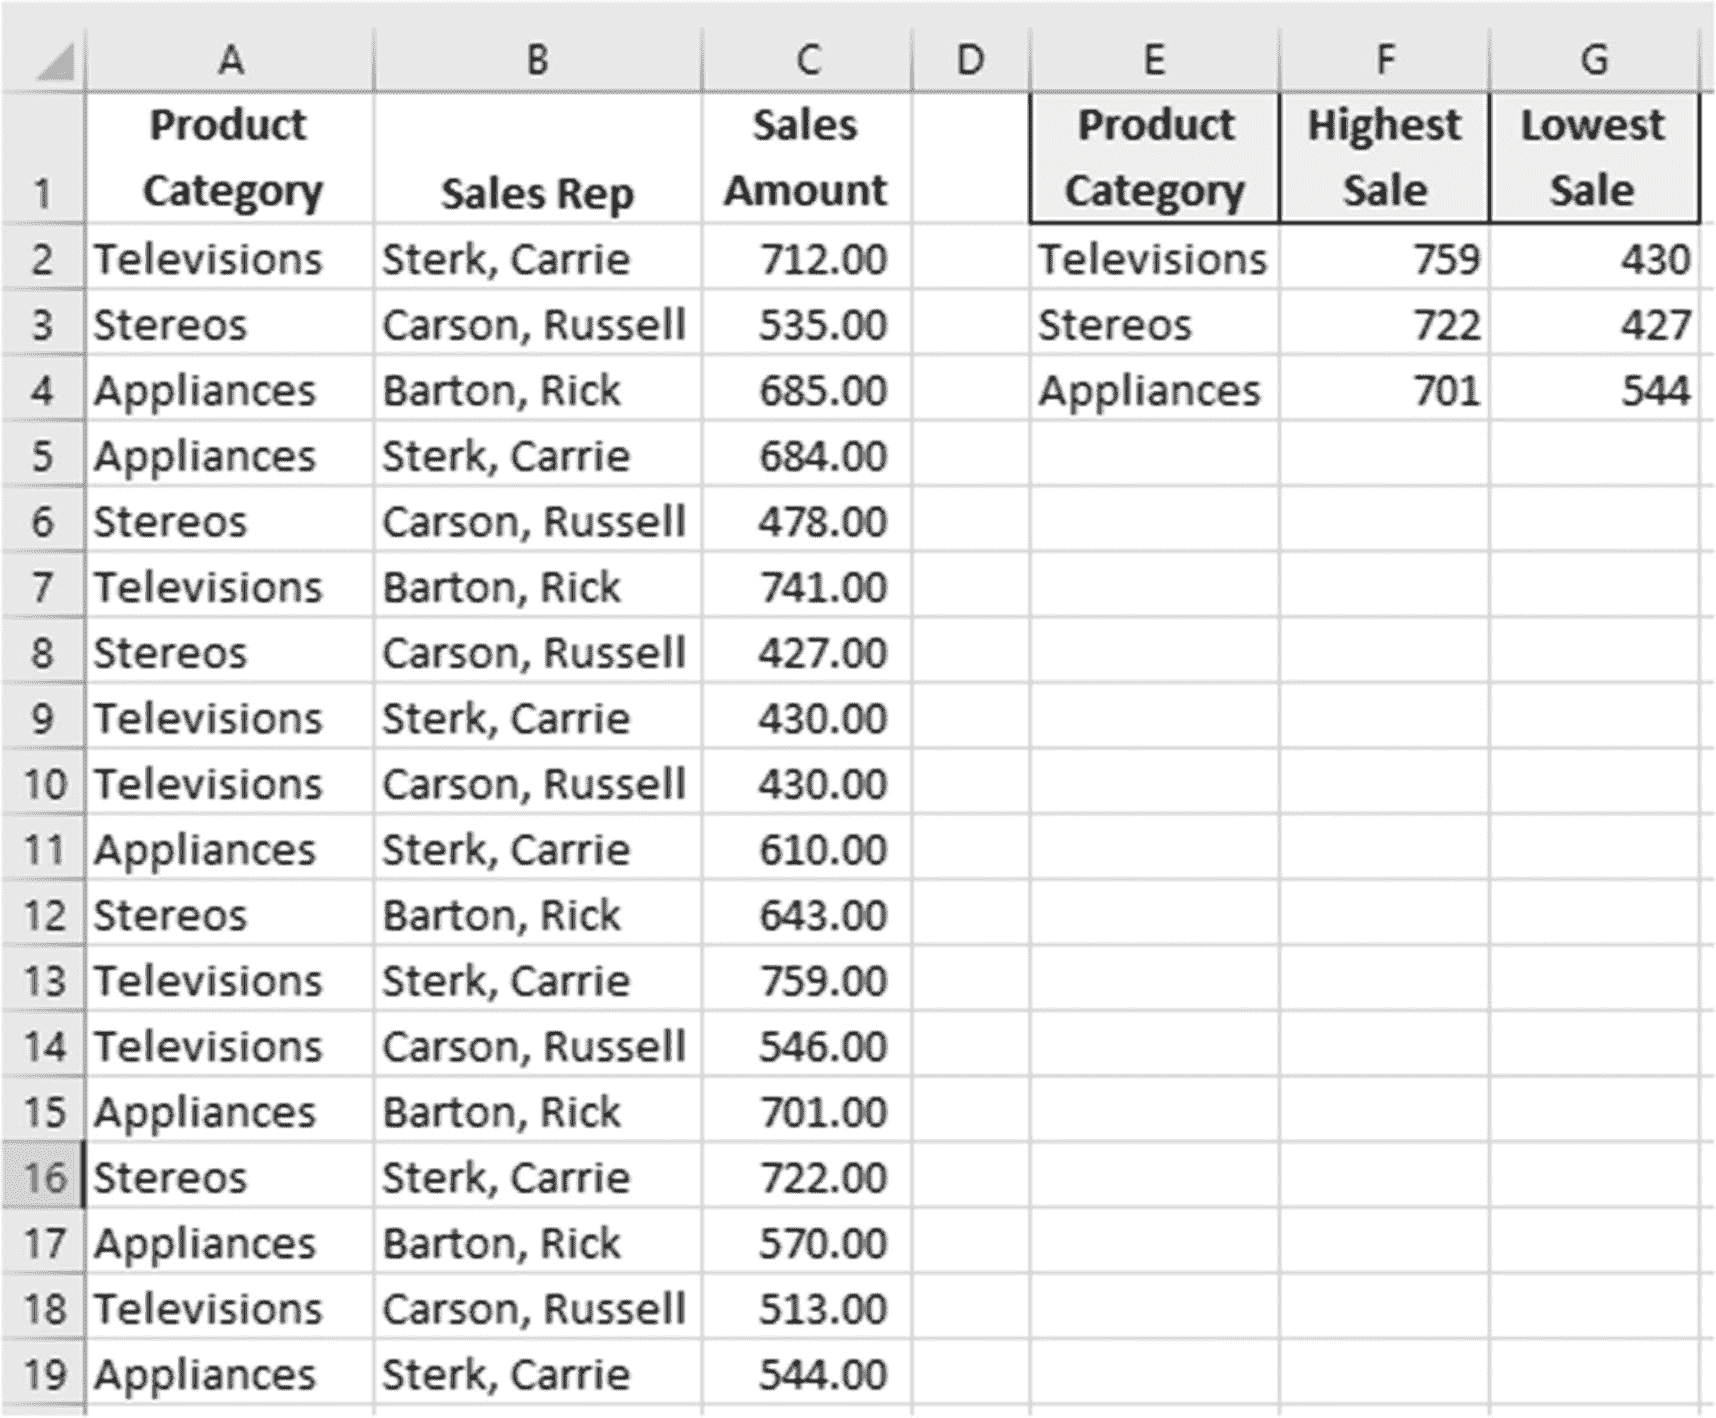 A B C D E F G
1 Product Category Sales Rep Sales Amount Product Category Highest Sale Lowest Sale
2 Televisions Sterk, Carrie 712.00 Televisions 759 430
3 Stereos Carson, Russell 535.00 Stereos 722 427
4 Appliances Barton, Rick 685.00 Appliances 701 544
5 Appliances Sterk, Carrie 684.00
6 Stereos Carson, Russell 478.00
7 Televisions Barton, Rick 741.00
8 Stereos Carson, Russell 427.00
9 Televisions Sterk, Carrie 430.00
10 Televisions Carson, Russell 430.00
11 Appliances Sterk, Carrie 610.00
12 Stereos Barton, Rick 643.00
13 Televisions Sterk, Carrie 759.00
14 Televisions Carson, Russell 546.00
15 Appliances Barton, Rick 701.00
16 Stereos Sterk, Carrie 722.00
17 Appliances Barton, Rick 570.00
18 Televisions Carson, Russell 513.00
19 Appliances Sterk, Carrie 544.00